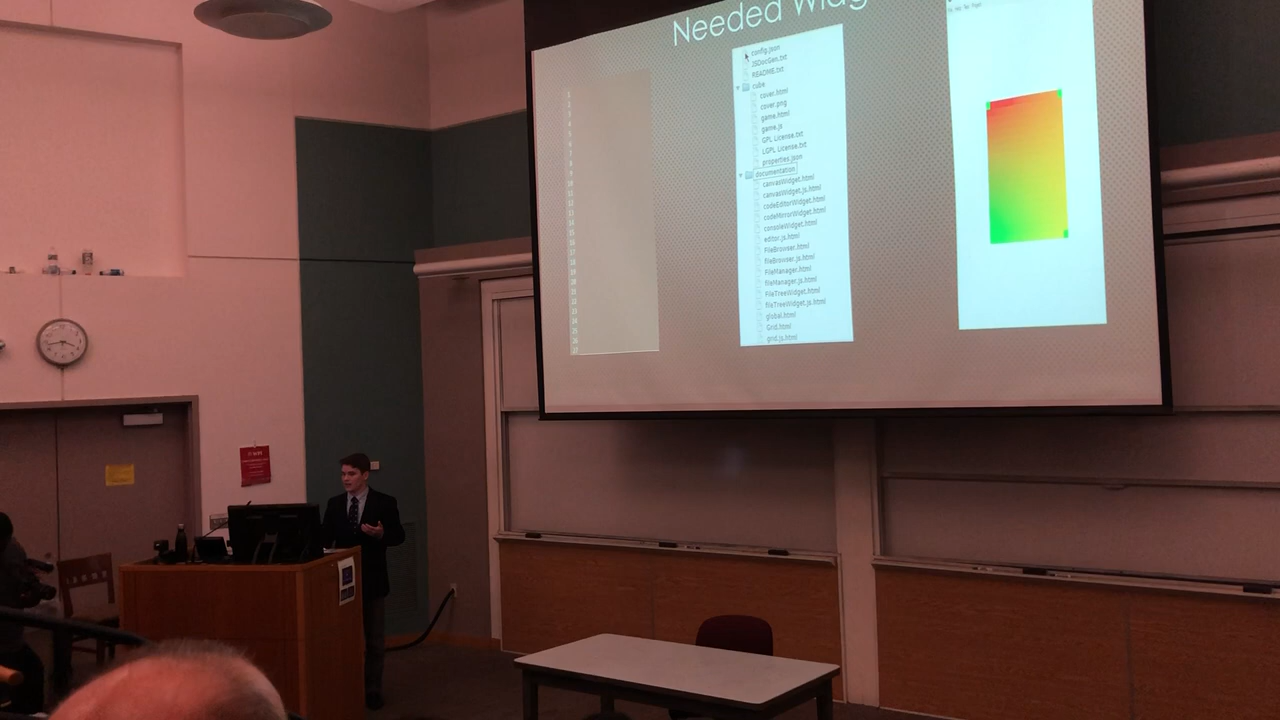 Needed Widg
config.json
JSDocGen.txt
README.txt
cube
cover.html
cover.png
game.html
game.js
GPL License.txt
LGPL License.txt
properties.json
documentation
canvasWidget.html
canvasWidget.js.html
codeEditorWidget.html
codeMirrorWidget.html
consoleWidget.html
editor.js.html
FileBrowser.html
fileBrowser.js.html
FileManager.html
fileManager.js.html
FileTreeWidget.html
fileTreeWidget.js.html
global.html
Grid.html
grid.js.html